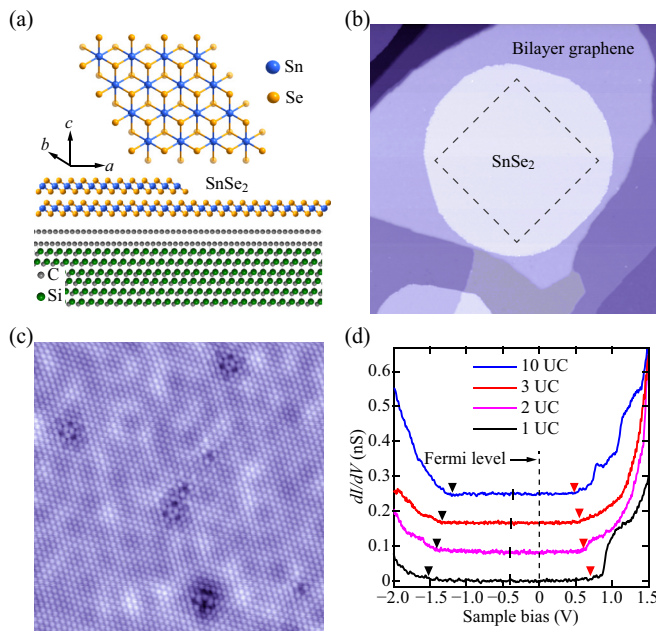 (a)
Sn
Se
c
b
a
SnSe2
C
Si
(b)
Bilayer graphene
SnSe2
(c)
(d)
10 UC
3 UC
2 UC
1 UC
Fermi level
dI/dV (nS)
0.6
0.5
0.4
0.3
0.2
0.1
0
−2.0 −1.5 −1.0 −0.5 0 0.5 1.0 1.5
Sample bias (V)